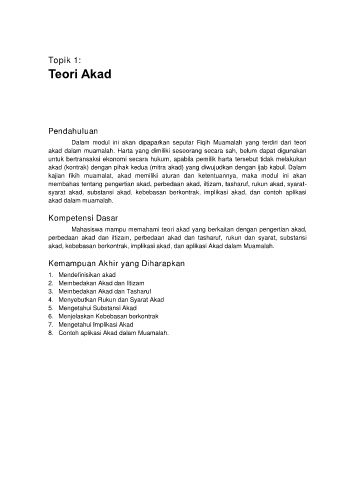 Topik 1:
Teori Akad
Pendahuluan
Dalam modul ini akan dipaparkan seputar Fiqih Muamalah yang terdiri dari teori
akad dalam muamalah. Harta yang dimiliki seseorang secara sah, belum dapat digunakan
untuk bertransaksi ekonomi secara hukum, apabila pemilik harta tersebut tidak melakukan
akad (kontrak) dengan pihak kedua (mitra akad) yang diwujudkan dengan ijab kabul. Dalam
kajian fikih muamalat, akad memiliki aturan dan ketentuannya, maka modul ini akan
membahas tentang pengertian akad, perbedaan akad, iltizam, tasharuf, rukun akad, syarat-
syarat akad, substansi akad, kebebasan berkontrak, implikasi akad, dan contoh aplikasi
akad dalam muamalah.
Kompetensi Dasar
Mahasiswa mampu memahami teori akad yang berkaitan dengan pengertian akad,
perbedaan akad dan iltizam, perbedaan akad dan tasharuf, rukun dan syarat, substansi
akad, kebebasan berkontrak, implikasi akad, dan aplikasi Akad dalam Muamalah.
Kemampuan Akhir yang Diharapkan
1. Mendefinisikan akad
2. Membedakan Akad dan Iltizam
3. Membedakan Akad dan Tasharuf
4. Menyebutkan Rukun dan Syarat Akad
5. Mengetahui Substansi Akad
6. Menjelaskan Kebebasan berkontrak
7. Mengetahui Implikasi Akad
8. Contoh aplikasi Akad dalam Muamalah.